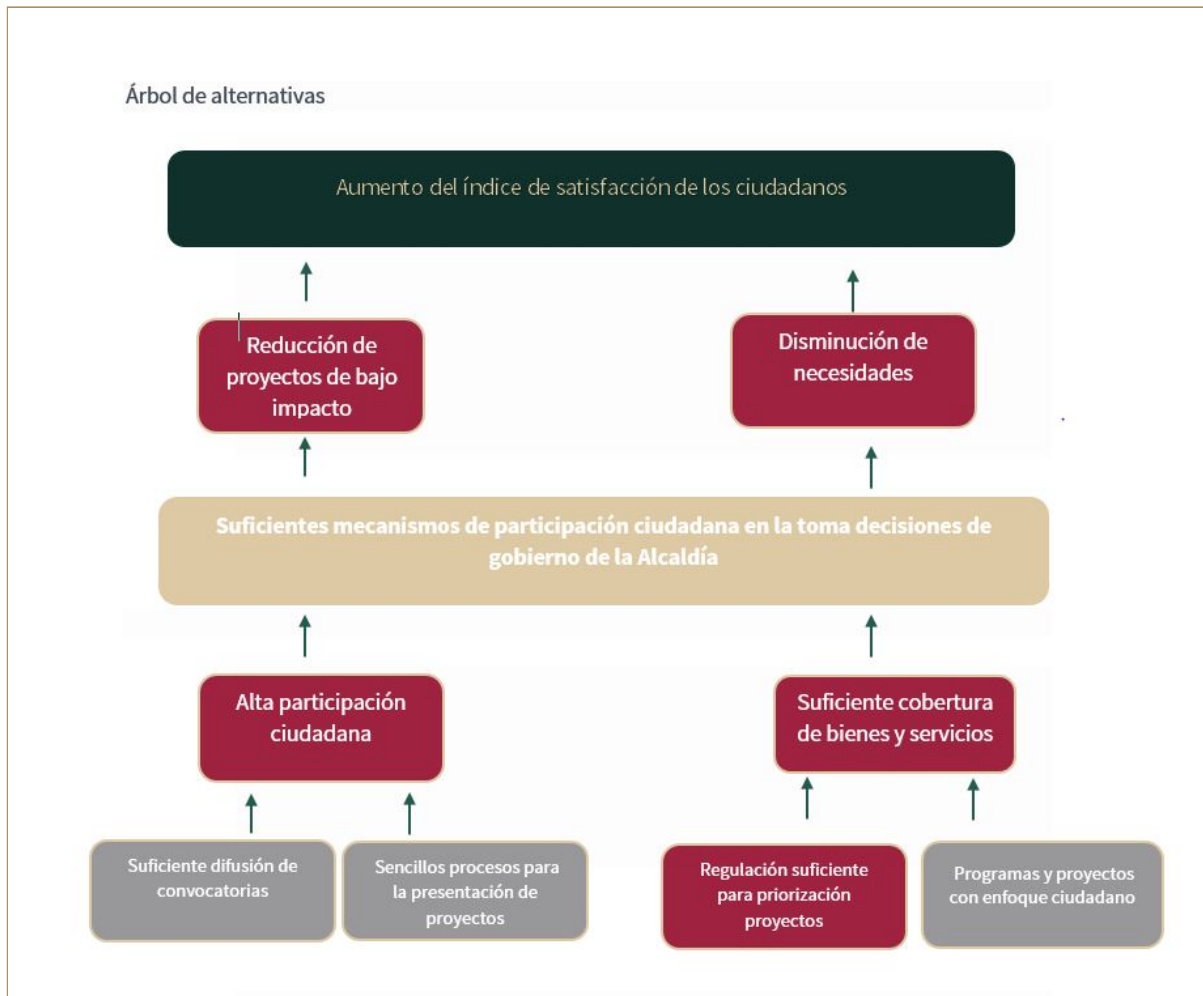 Árbol de alternativas
Aumento del índice de satisfacción de los ciudadanos
Reducción de
proyectos de bajo
impacto
Disminución de
necesidades
Suficientes mecanismos de participación ciudadana en la toma decisiones de
gobierno de la Alcaldía
Alta participación
ciudadana
Suficiente cobertura
de bienes y servicios
Suficiente difusión de
convocatorias
Sencillos procesos para
la presentación de
proyectos
Regulación suficiente
para priorización
proyectos
Programas y proyectos
con enfoque ciudadano